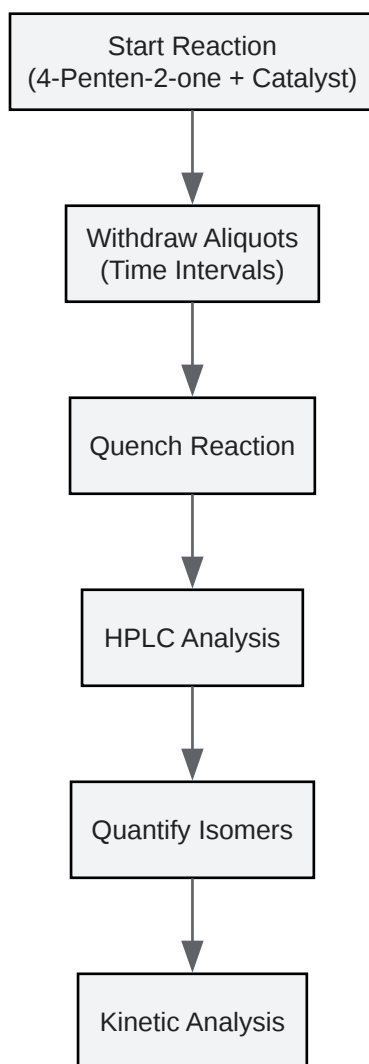 Start Reaction
(4-Penten-2-one + Catalyst)
Withdraw Aliquots
(Time Intervals)
Quench Reaction
HPLC Analysis
Quantify Isomers
Kinetic Analysis